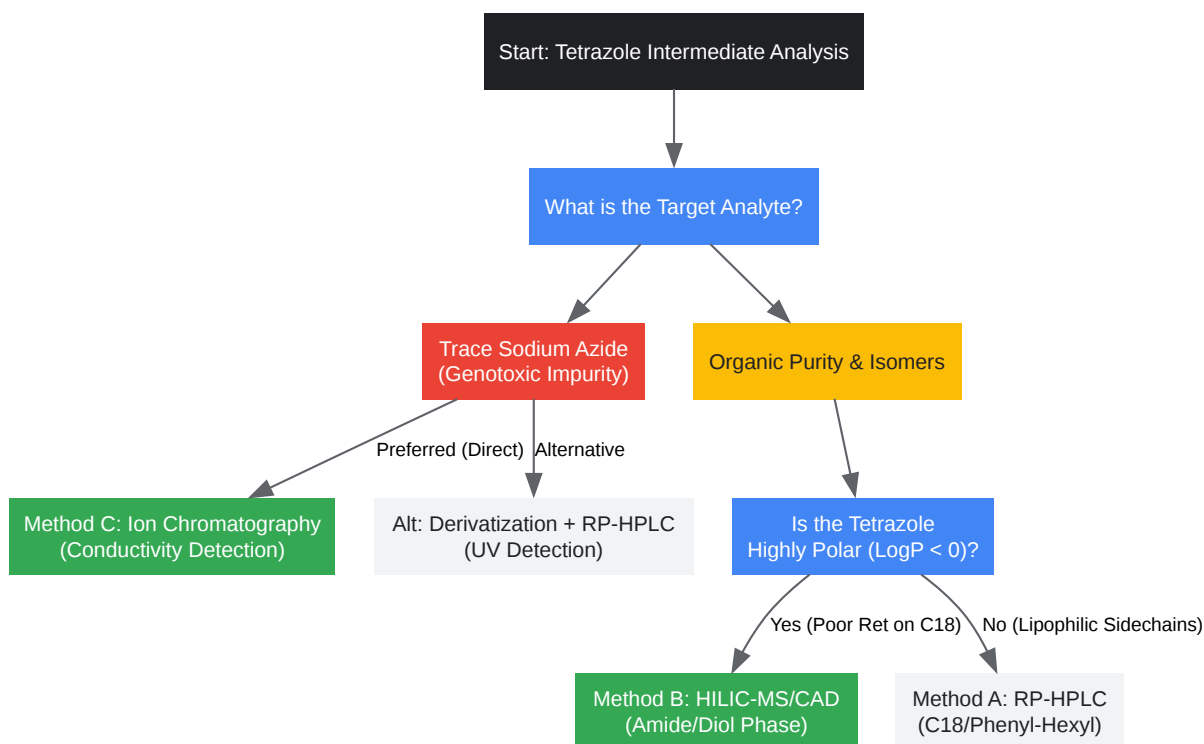 Start: Tetrazole Intermediate Analysis
What is the Target Analyte?
Trace Sodium Azide
(Genotoxic Impurity)
Organic Purity & Isomers
Preferred (Direct)
Alternative
Method C: Ion Chromatography
(Conductivity Detection)
Alt: Derivatization + RP-HPLC
(UV Detection)
Is the Tetrazole
Highly Polar (LogP < 0)?
Yes (Poor Ret on C18)
No (Lipophilic Sidechains)
Method B: HILIC-MS/CAD
(Amide/Diol Phase)
Method A: RP-HPLC
(C18/Phenyl-Hexyl)